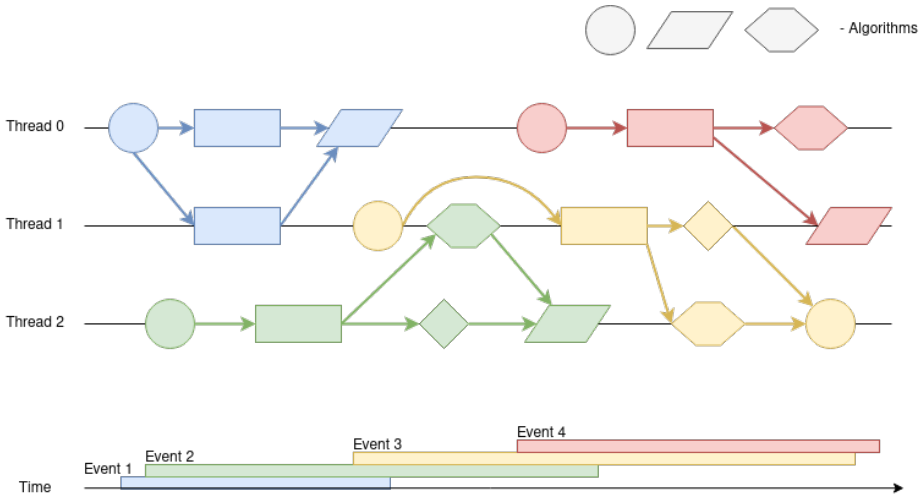 - Algorithms
Thread 0
Thread 1
Thread 2
Event 4
Event 3
Event 2
Event 1
Time